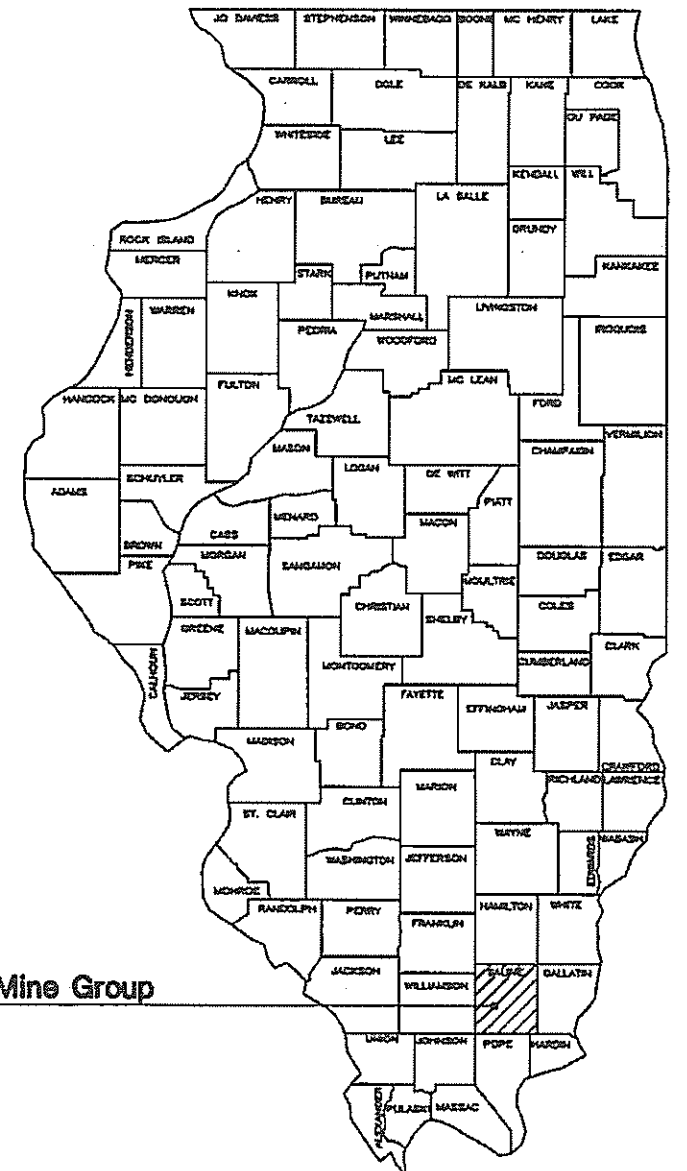 JO DAVIESS STEPHENSON WINNEBAGO BOONE MC HENRY LAKE
CARROLL OGLE DE KALB KANE COOK
DU PAGE
WHITESIDE LEE
KENDALL WILL
HENRY BUREAU LA SALLE
GRUNDY
ROCK ISLAND
MERCER KANKAKEE
STARK PUTNAM
KNOX
HENDERSON WARREN MARSHALL LIVINGSTON
PEORIA IROQUOIS
WOODFORD
FULTON MC LEAN
HANCOCK MC DONOUGH FORD
TAZEWELL
VERMILION
MASON CHAMPAIGN
LOGAN
SCHUYLER DE WITT
ADAMS PIATT
MENARD
MACON
CASS
BROWN
MORGAN DOUGLAS EDGAR
PIKE SANGAMON
MOULTRIE
SCOTT CHRISTIAN COLES
SHELBY
GREENE MACOUPIN
CLARK
CALHOUN MONTGOMERY CUMBERLAND
JERSEY FAYETTE
EFFINGHAM JASPER
BOND
MADISON
CLAY CRAWFORD
MARION RICHLAND LAWRENCE
CLINTON
ST. CLAIR
WAYNE
EDWARDS WABASH
WASHINGTON JEFFERSON
MONROE
RANDOLPH PERRY HAMILTON WHITE
FRANKLIN
JACKSON SALINE GALLATIN
WILLIAMSON
Mine Group
UNION JOHNSON POPE HARDIN
ALEXANDER PULASKI MASSAC